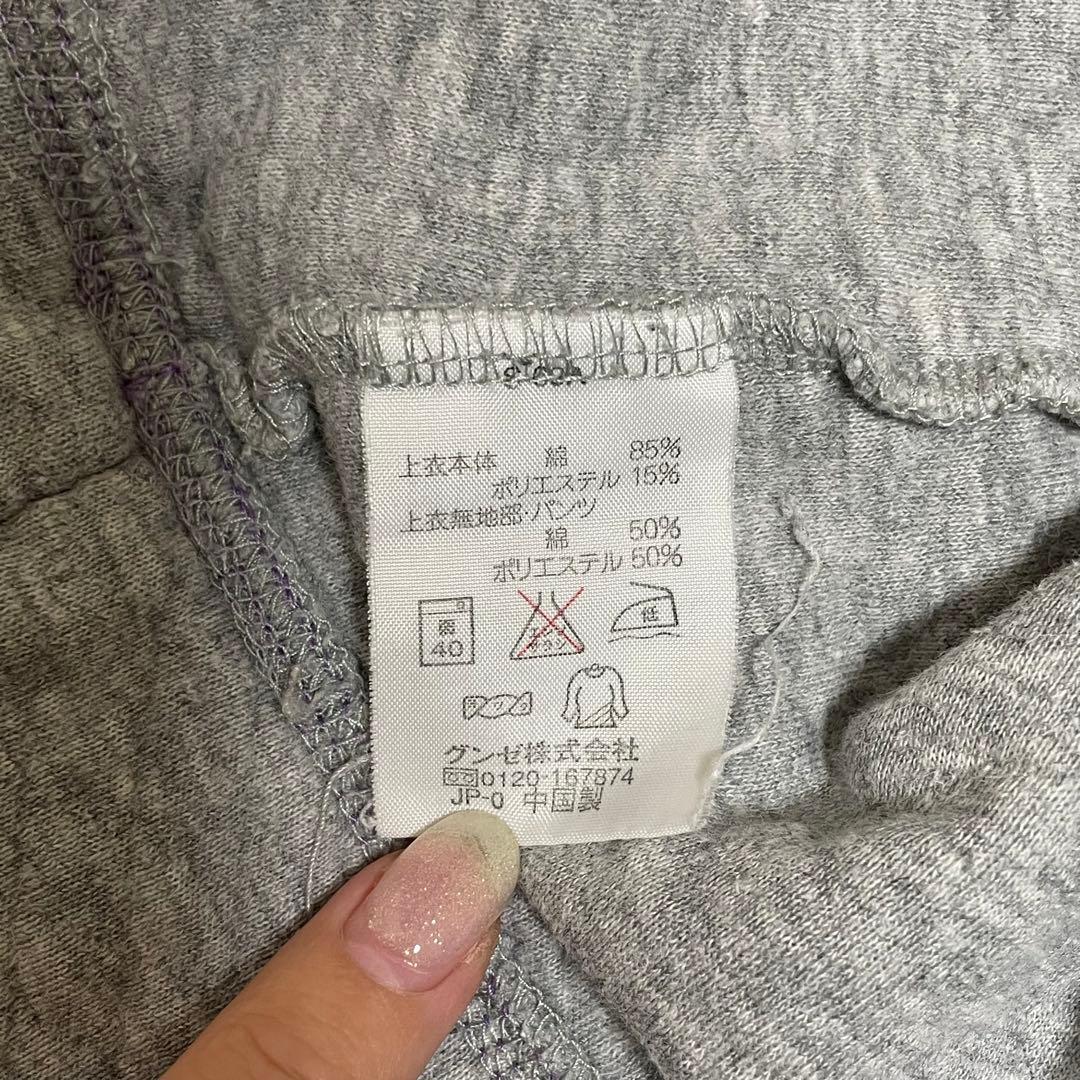 上衣本体 綿 85%
ポリエステル 15%
上衣無地部・パンツ
綿 50%
ポリエステル 50%
40
低
グンゼ株式会社
0120-167874
JP-0 中国製